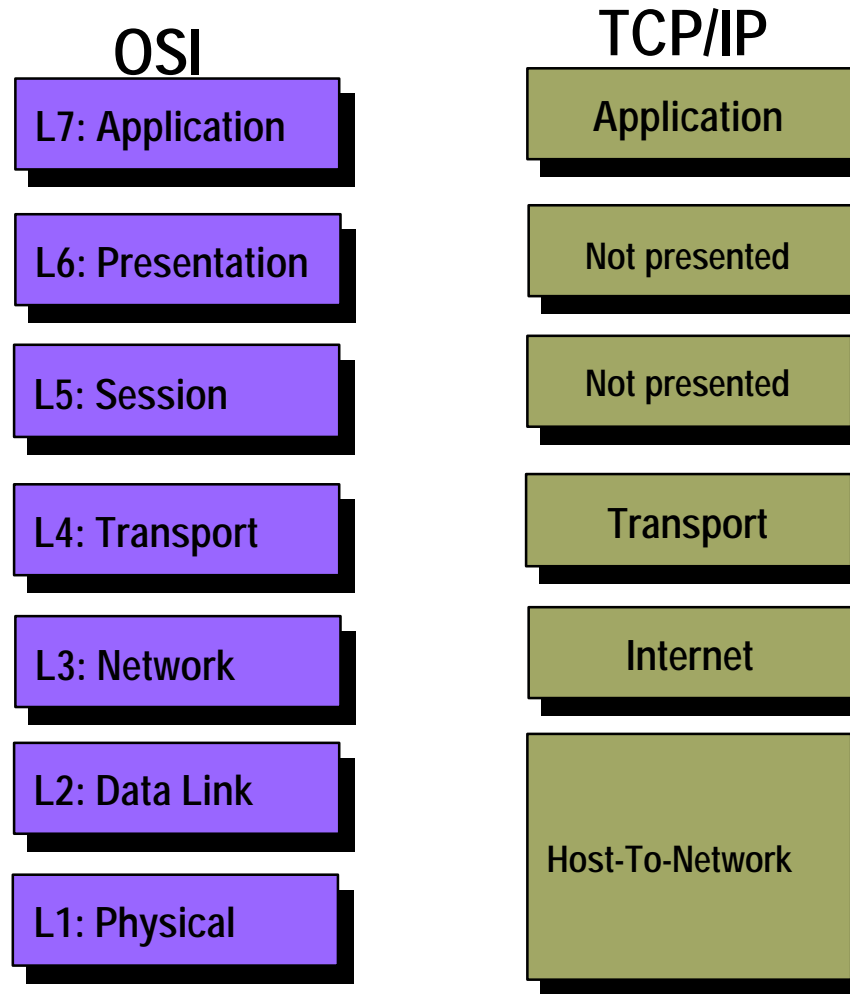 OSI
TCP/IP
L7: Application
Application
L6: Presentation
Not presented
L5: Session
Not presented
L4: Transport
Transport
L3: Network
Internet
L2: Data Link
Host-To-Network
L1: Physical